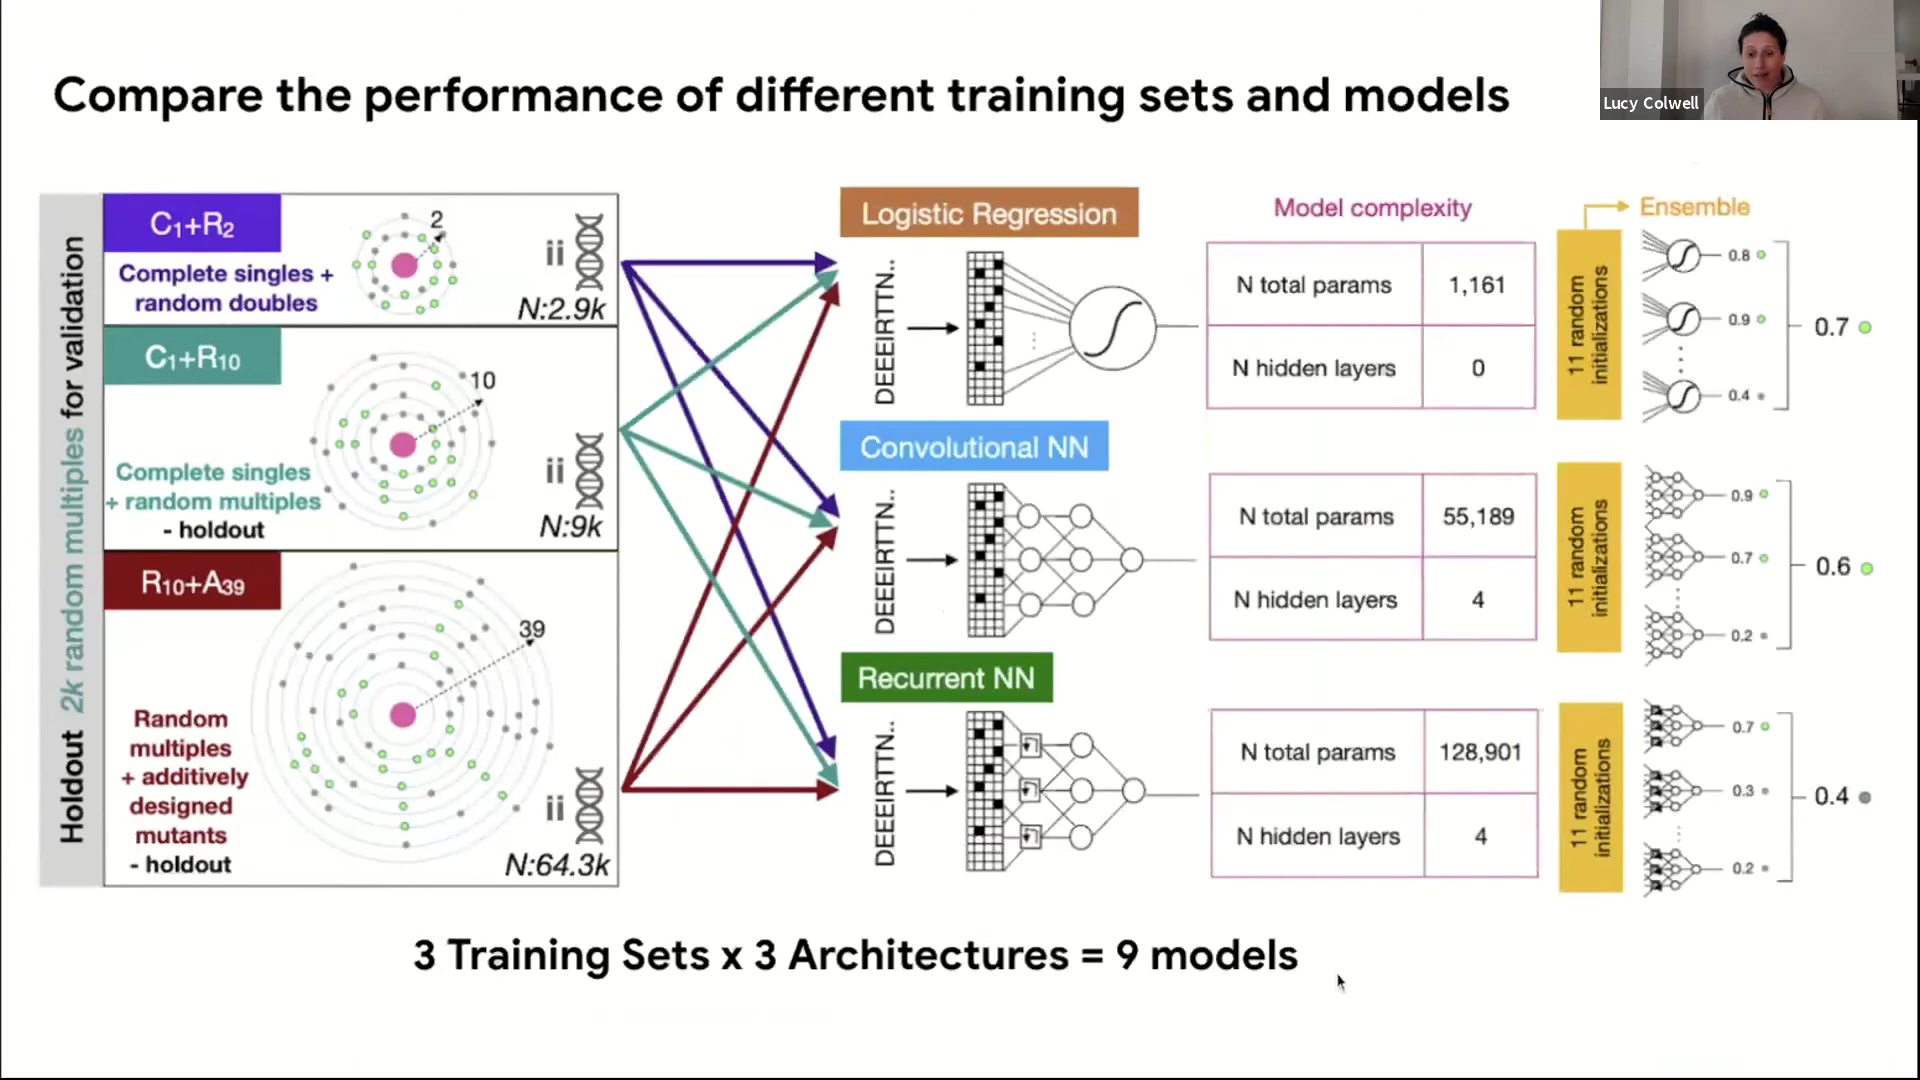 Compare the performance of different training sets and models
Lucy Colwell
Holdout 2k random multiples for validation
C₁+R₂
Complete singles +
random doubles
2
ii
N:2.9k
C₁+R₁₀
Complete singles
+ random multiples
- holdout
10
ii
N:9k
R₁₀+A₃₉
Random
multiples
+ additively
designed
mutants
- holdout
39
ii
N:64.3k
Logistic Regression
DEEEIRTTN..
Convolutional NN
DEEEIRTTN..
Recurrent NN
DEEEIRTTN..
Model complexity
N total params 1,161
N hidden layers 0
N total params 55,189
N hidden layers 4
N total params 128,901
N hidden layers 4
Ensemble
11 random
initializations
0.8
0.9
0.4
0.7
11 random
initializations
0.9
0.7
0.2
0.6
11 random
initializations
0.7
0.3
0.2
0.4
3 Training Sets x 3 Architectures = 9 models